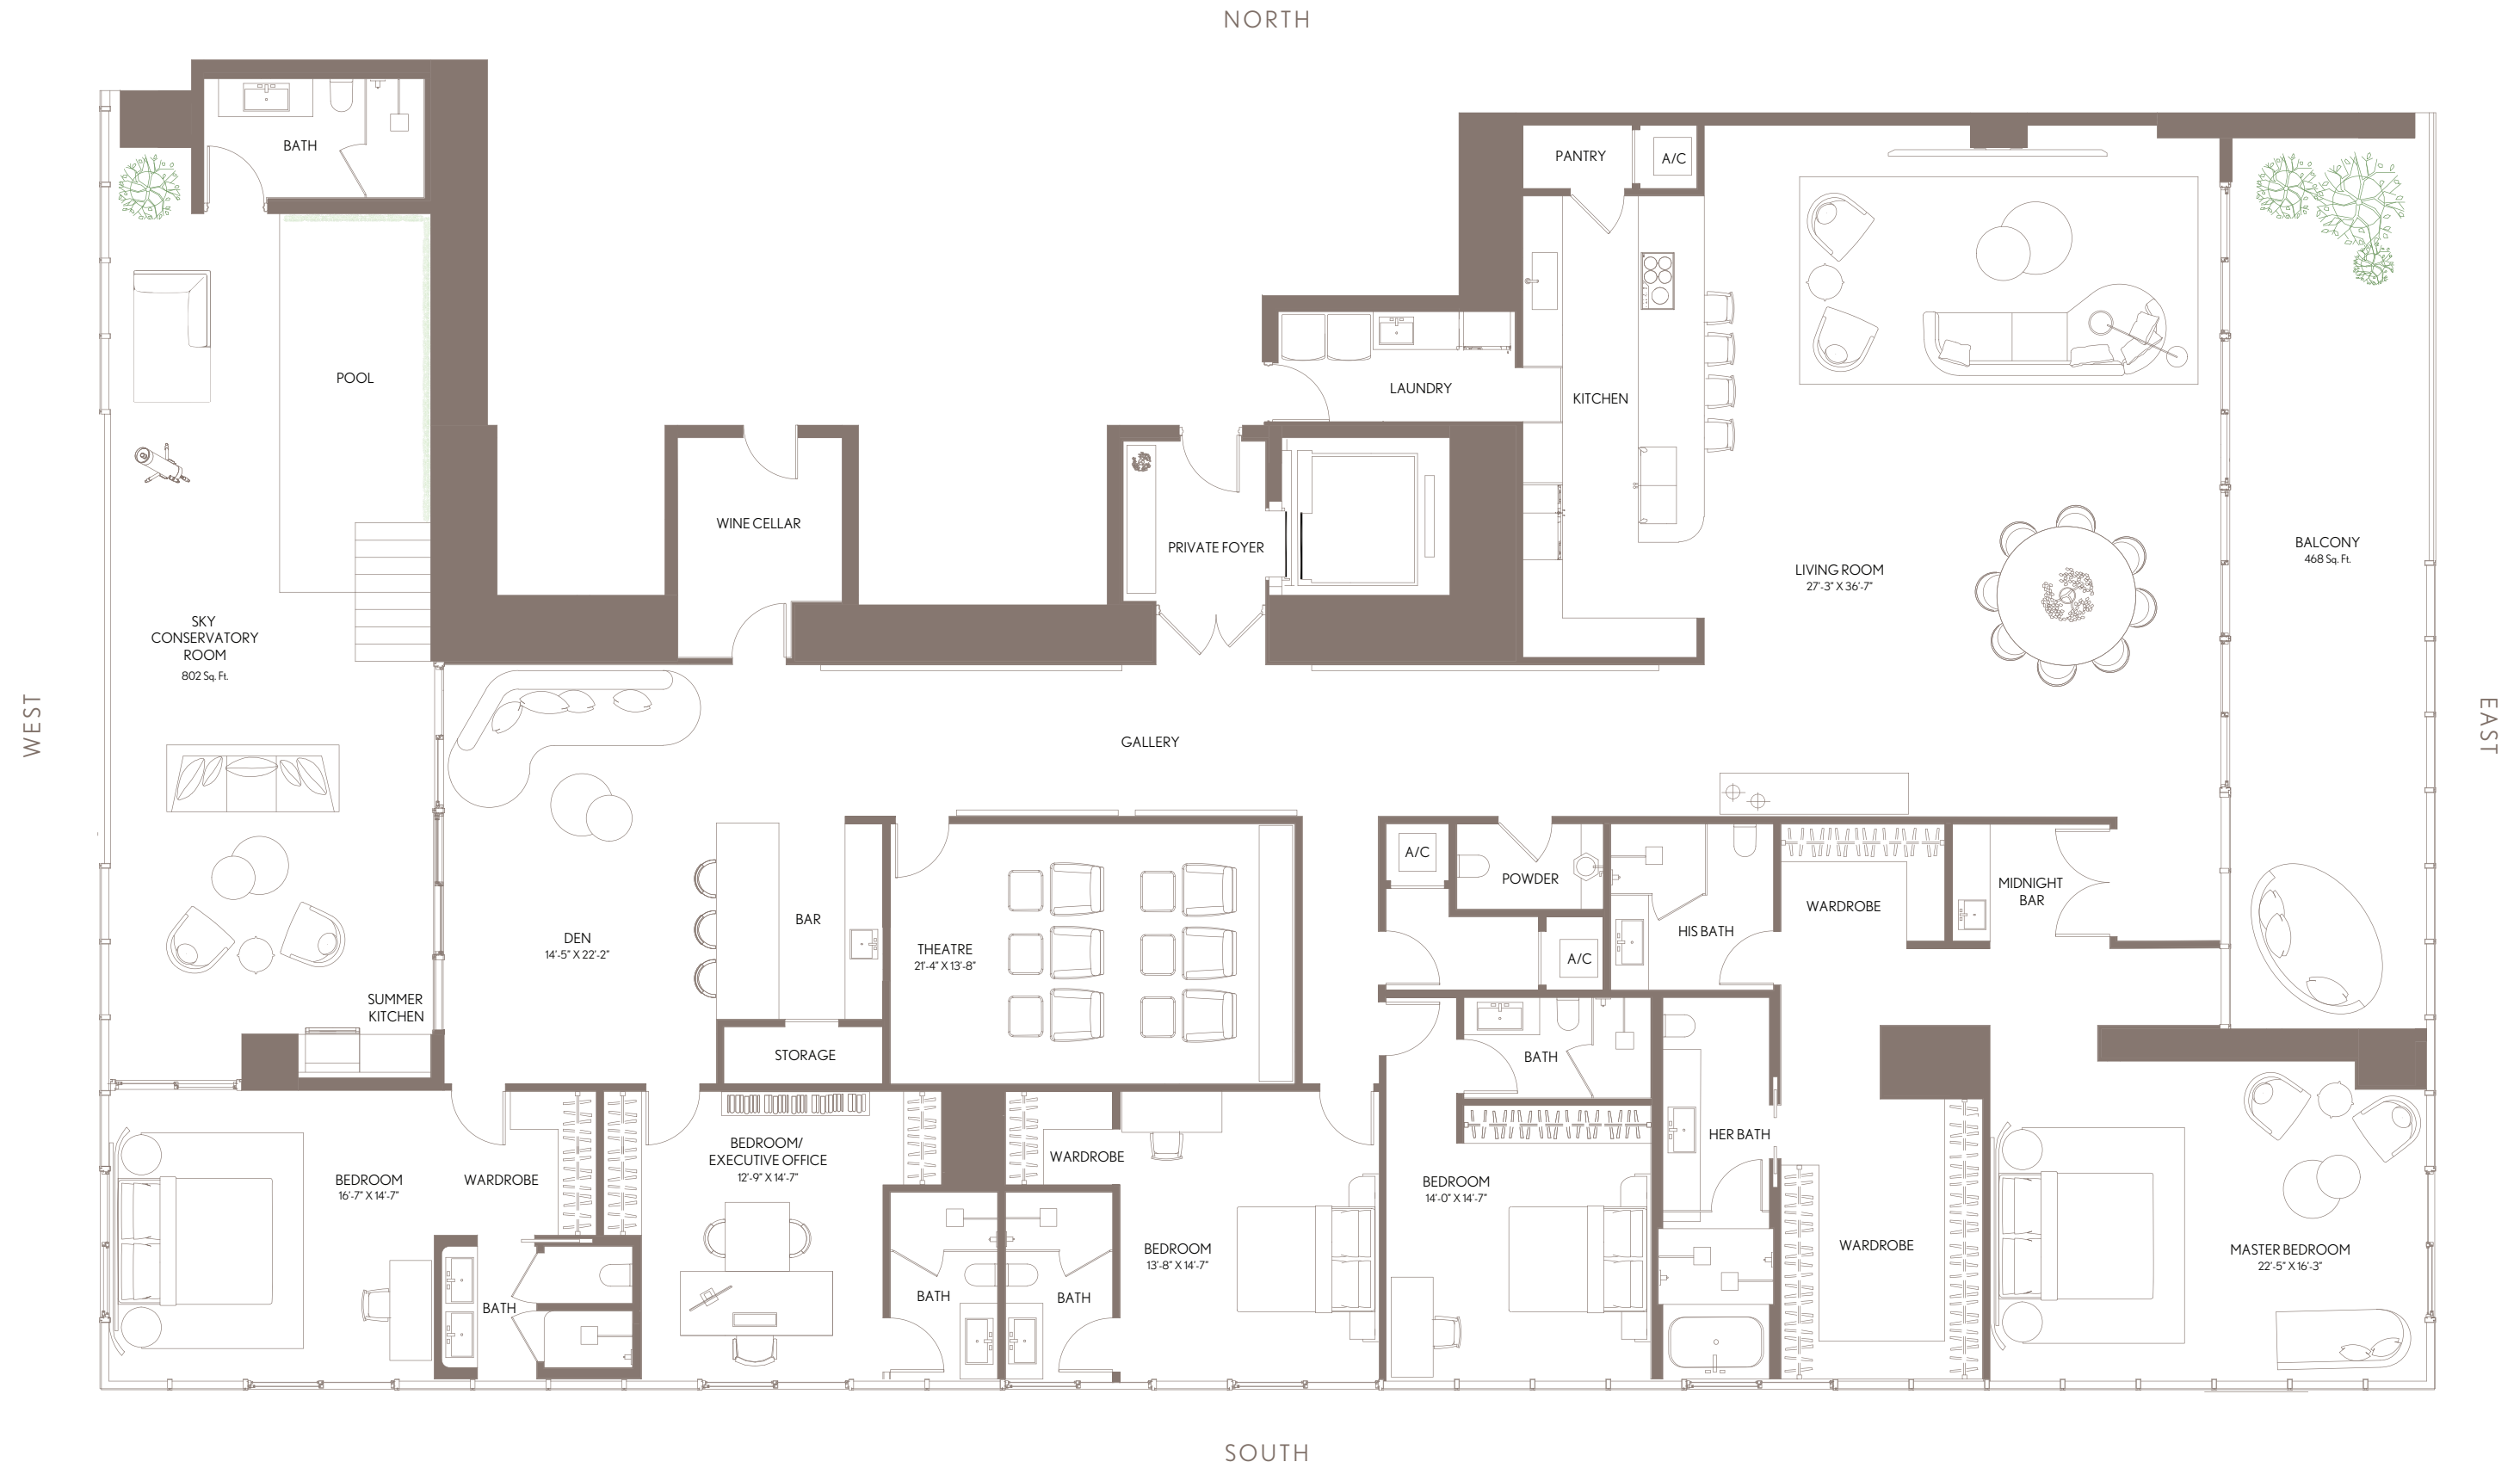 NORTH
BATH
PANTRY
A/C
POOL
LAUNDRY
KITCHEN
WINE CELLAR
PRIVATE FOYER
BALCONY
468 Sq. Ft.
LIVING ROOM
27'-3" X 36'-7"
SKY
CONSERVATORY
ROOM
802 Sq. Ft.
WEST
EAST
GALLERY
A/C
POWDER
MIDNIGHT
BAR
WARDROBE
BAR
HIS BATH
DEN
14'-5" X 22'-2"
THEATRE
21'-4" X 13'-8"
A/C
SUMMER
KITCHEN
STORAGE
BATH
HER BATH
BEDROOM/
EXECUTIVE OFFICE
12'-9" X 14'-7"
WARDROBE
BEDROOM
16'-7" X 14'-7"
WARDROBE
BEDROOM
14'-0" X 14'-7"
BEDROOM
13'-8" X 14'-7"
WARDROBE
MASTER BEDROOM
22'-5" X 16'-3"
BATH
BATH
BATH
SOUTH